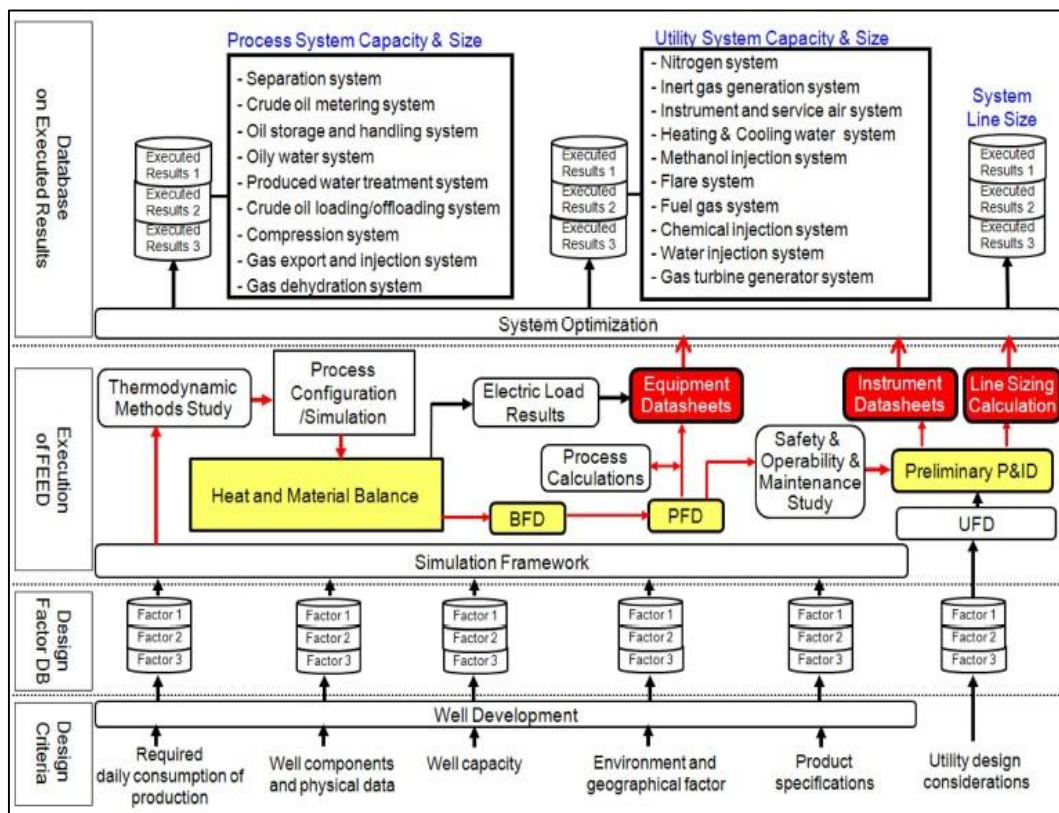 Database
on Executed Results
Process System Capacity & Size
- Separation system
- Crude oil metering system
- Oil storage and handling system
- Oily water system
- Produced water treatment system
- Crude oil loading/offloading system
- Compression system
- Gas export and injection system
- Gas dehydration system
Executed
Results 1
Executed
Results 2
Executed
Results 3
Utility System Capacity & Size
- Nitrogen system
- Inert gas generation system
- Instrument and service air system
- Heating & Cooling water system
- Methanol injection system
- Flare system
- Fuel gas system
- Chemical injection system
- Water injection system
- Gas turbine generator system
Executed
Results 1
Executed
Results 2
Executed
Results 3
System
Line Size
Executed
Results 1
Executed
Results 2
Executed
Results 3
System Optimization
Execution
of FEED
Thermodynamic
Methods Study
Process
Configuration
/Simulation
Electric Load
Results
Equipment
Datasheets
Instrument
Datasheets
Line Sizing
Calculation
Heat and Material Balance
Process
Calculations
Safety &
Operability &
Maintenance
Study
Preliminary P&ID
BFD
PFD
UFD
Simulation Framework
Design
Factor DB
Factor 1
Factor 2
Factor 3
Factor 1
Factor 2
Factor 3
Factor 1
Factor 2
Factor 3
Factor 1
Factor 2
Factor 3
Factor 1
Factor 2
Factor 3
Factor 1
Factor 2
Factor 3
Design
Criteria
Well Development
Required
daily consumption of
production
Well components
and physical data
Well capacity
Environment and
geographical factor
Product
specifications
Utility design
considerations